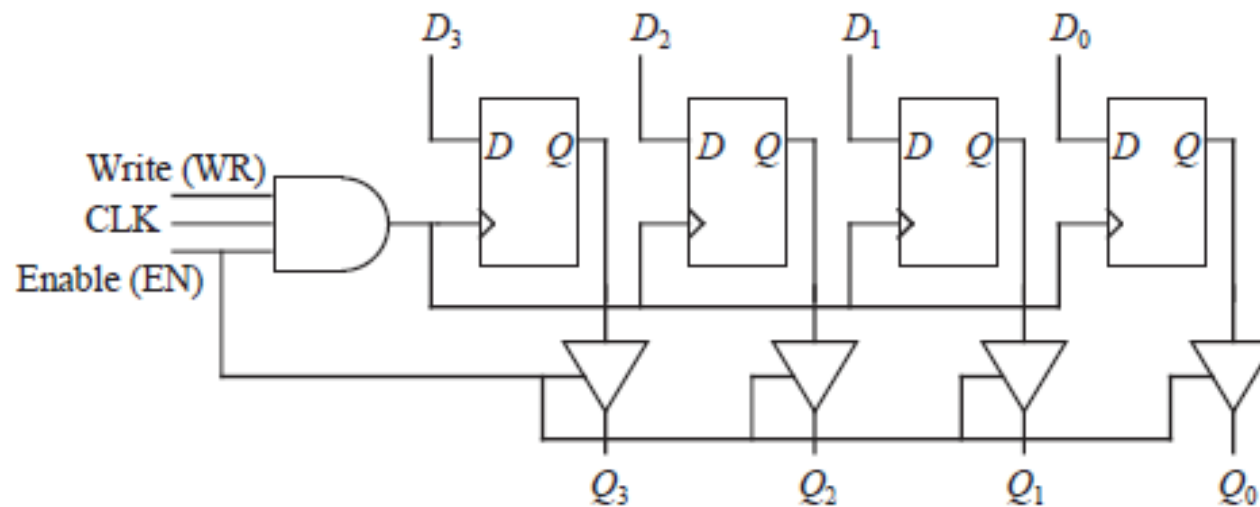 D3 D2 D1 D0
D Q D Q D Q D Q
Write (WR)
CLK
Enable (EN)
Q3 Q2 Q1 Q0